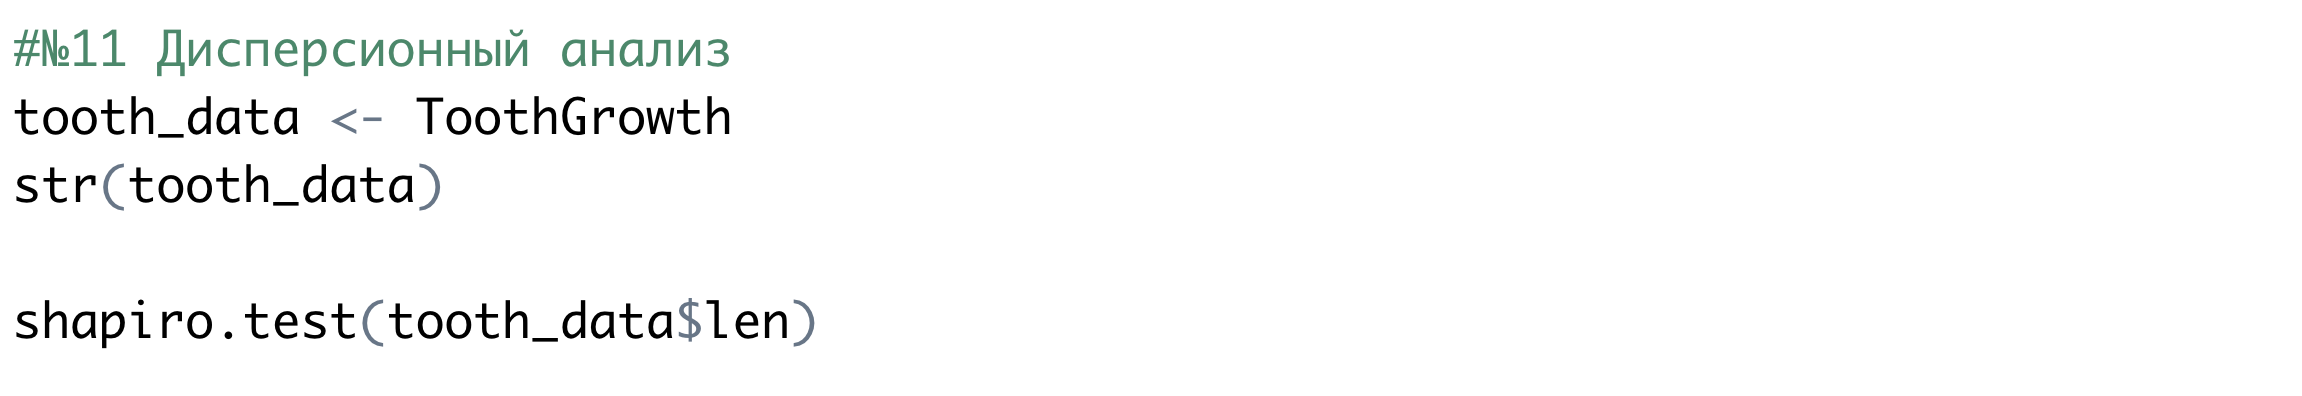 #№11 Дисперсионный анализ
tooth_data <- ToothGrowth
str(tooth_data)
shapiro.test(tooth_data$len)